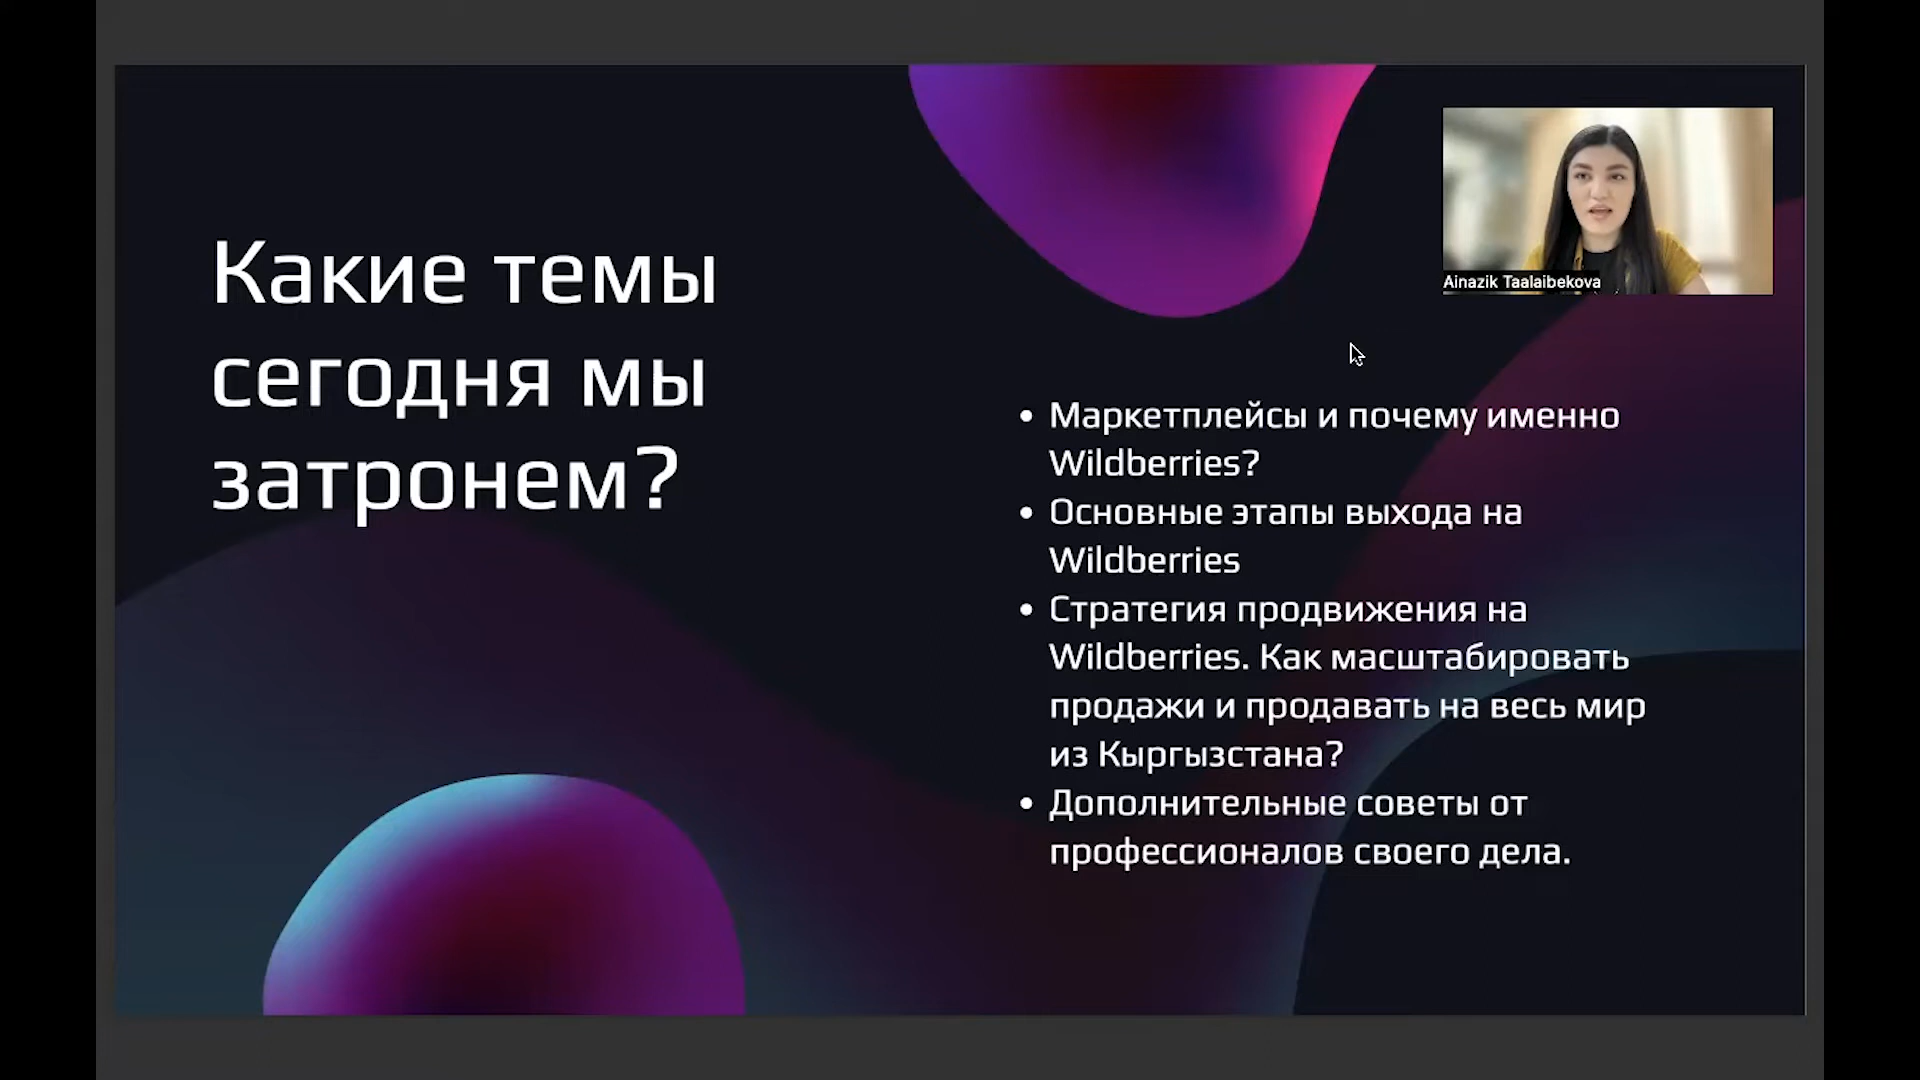 Какие темы
сегодня мы
затронем?
Ainazik Taalaibekova
• Маркетплейсы и почему именно
Wildberries?
• Основные этапы выхода на
Wildberries
• Стратегия продвижения на
Wildberries. Как масштабировать
продажи и продавать на весь мир
из Кыргызстана?
• Дополнительные советы от
профессионалов своего дела.